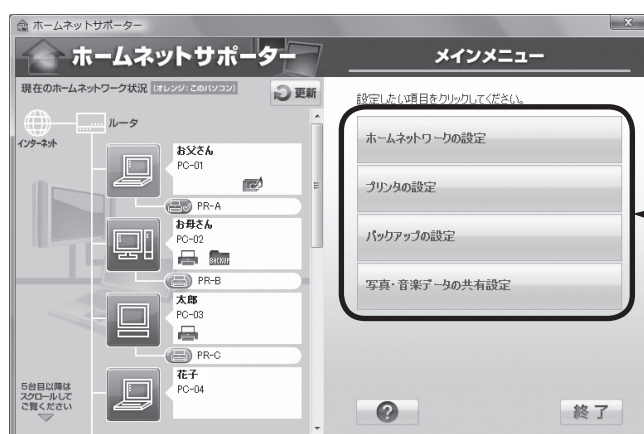 ホームネットサポーター
ホームネットサポーター
メインメニュー
現在のホームネットワーク状況 (オレンジ:このパソコン)
更新
インターネット
ルータ
お父さん
PC-01
PR-A
お母さん
PC-02
BACKUP
PR-B
太郎
PC-03
PR-C
花子
PC-04
5台目以降は
スクロールして
ご覧ください
設定したい項目をクリックしてください。
ホームネットワークの設定
プリンタの設定
バックアップの設定
写真・音楽データの共有設定
?
終了